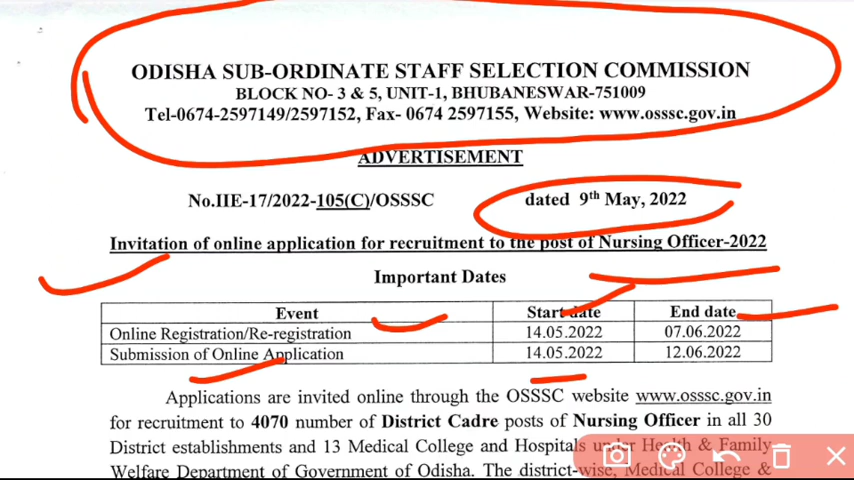 ODISHA SUB-ORDINATE STAFF SELECTION COMMISSION
BLOCK NO- 3 & 5, UNIT-1, BHUBANESWAR-751009
Tel-0674-2597149/2597152, Fax- 0674 2597155, Website: www.osssc.gov.in
ADVERTISEMENT
No.IIE-17/2022-105(C)/OSSSC dated 9th May, 2022
Invitation of online application for recruitment to the post of Nursing Officer-2022
Important Dates
Event Start date End date
Online Registration/Re-registration 14.05.2022 07.06.2022
Submission of Online Application 14.05.2022 12.06.2022
Applications are invited online through the OSSSC website www.osssc.gov.in
for recruitment to 4070 number of District Cadre posts of Nursing Officer in all 30
District establishments and 13 Medical College and Hospitals under Health & Family
Welfare Department of Government of Odisha. The district-wise, Medical College &